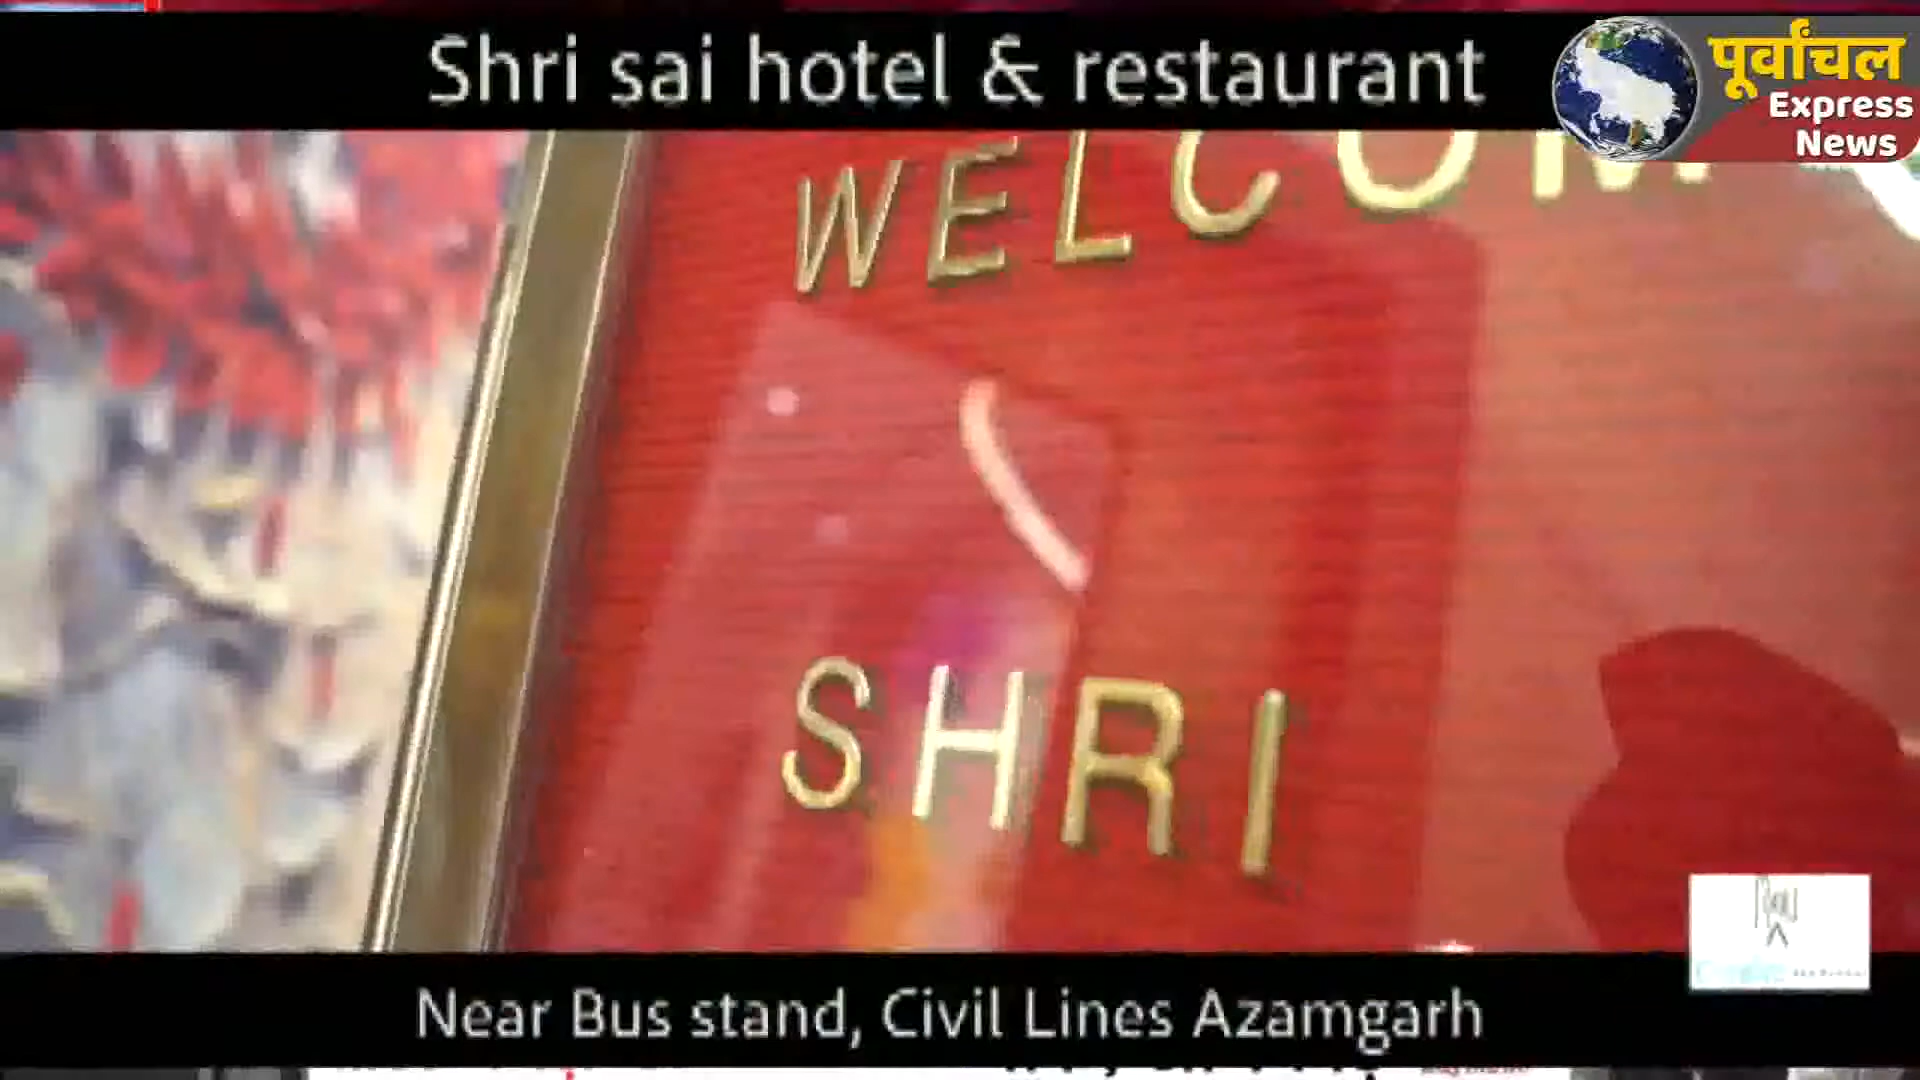 Shri sai hotel & restaurant
पूर्वांचल
Express
News
WELCOM
SHRI
Near Bus stand, Civil Lines Azamgarh